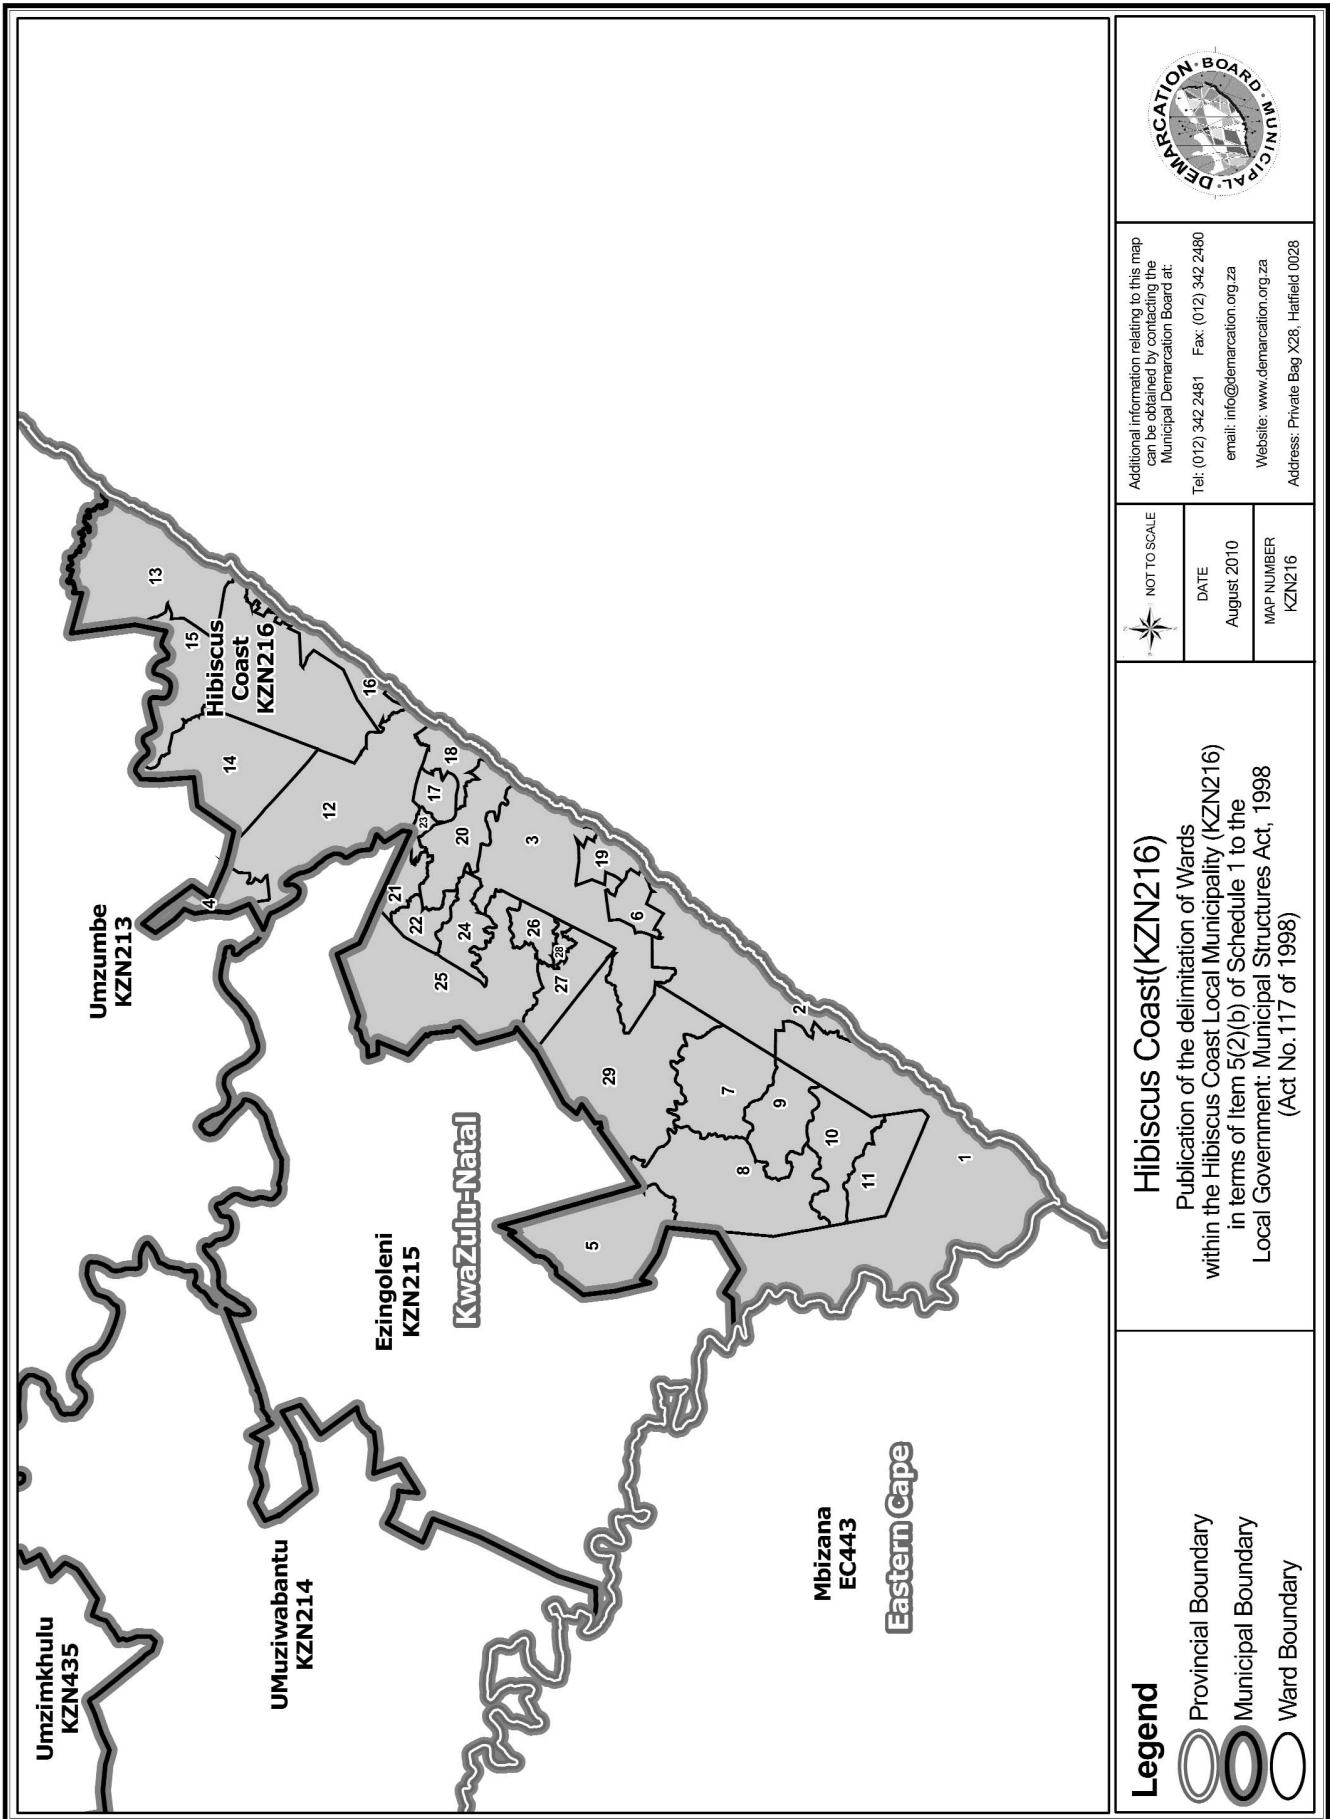 Umzimkhulu
KZN435
UMuziwabantu
KZN214
Umzumbe
KZN213
Ezingoleni
KZN215
KwaZulu-Natal
Mbizana
EC443
Eastern Cape
Hibiscus
Coast
KZN216
13
15
14
16
12
4
18
17
23
20
21
22
24
3
19
26
28
27
25
6
2
29
7
9
10
8
11
1
5
Legend
Provincial Boundary
Municipal Boundary
Ward Boundary
Hibiscus Coast(KZN216)
Publication of the delimitation of Wards
within the Hibiscus Coast Local Municipality (KZN216)
in terms of Item 5(2)(b) of Schedule 1 to the
Local Government: Municipal Structures Act, 1998
(Act No.117 of 1998)
NOT TO SCALE
DATE
August 2010
MAP NUMBER
KZN216
Additional information relating to this map
can be obtained by contacting the
Municipal Demarcation Board at:
Tel: (012) 342 2481 Fax: (012) 342 2480
email: info@demarcation.org.za
Website: www.demarcation.org.za
Address: Private Bag X28, Hatfield 0028
MUNICIPAL • DEMARCATION • BOARD •